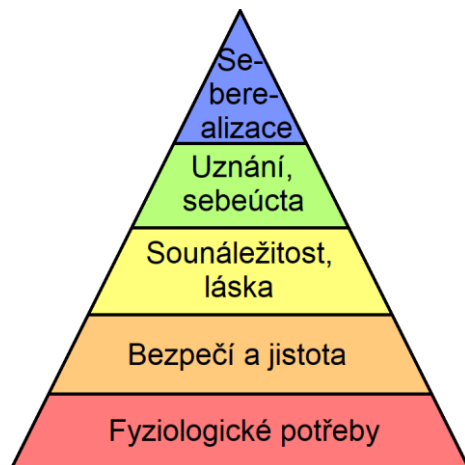 Se-
bere-
alizace
Uznání,
sebeúcta
Sounáležitost,
láska
Bezpečí a jistota
Fyziologické potřeby